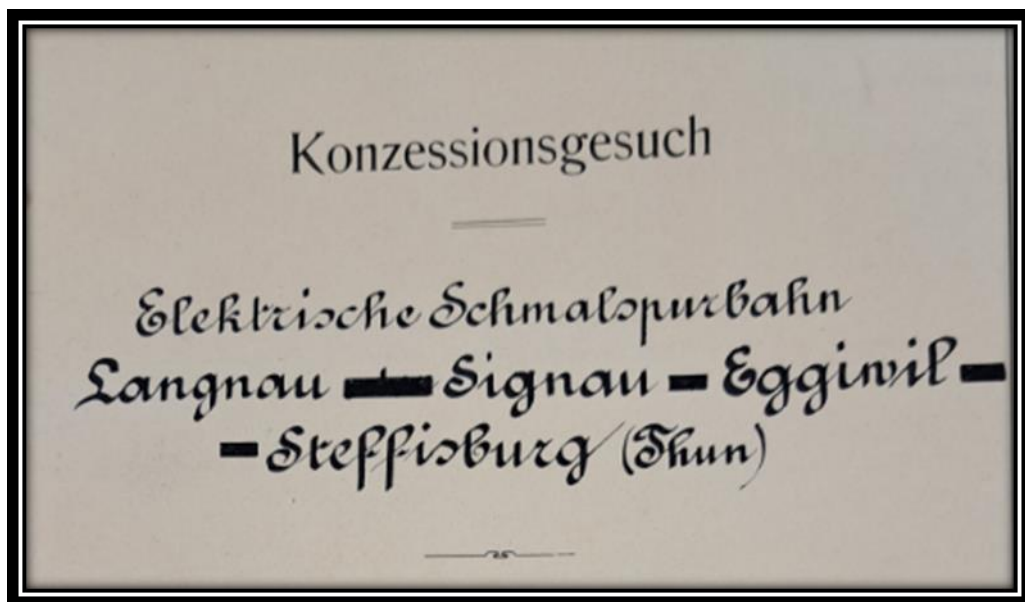 Konzessionsgesuch
Elektrische Schmalspurbahn
Langnau - Signau - Eggiwil -
- Steffisburg (Thun)